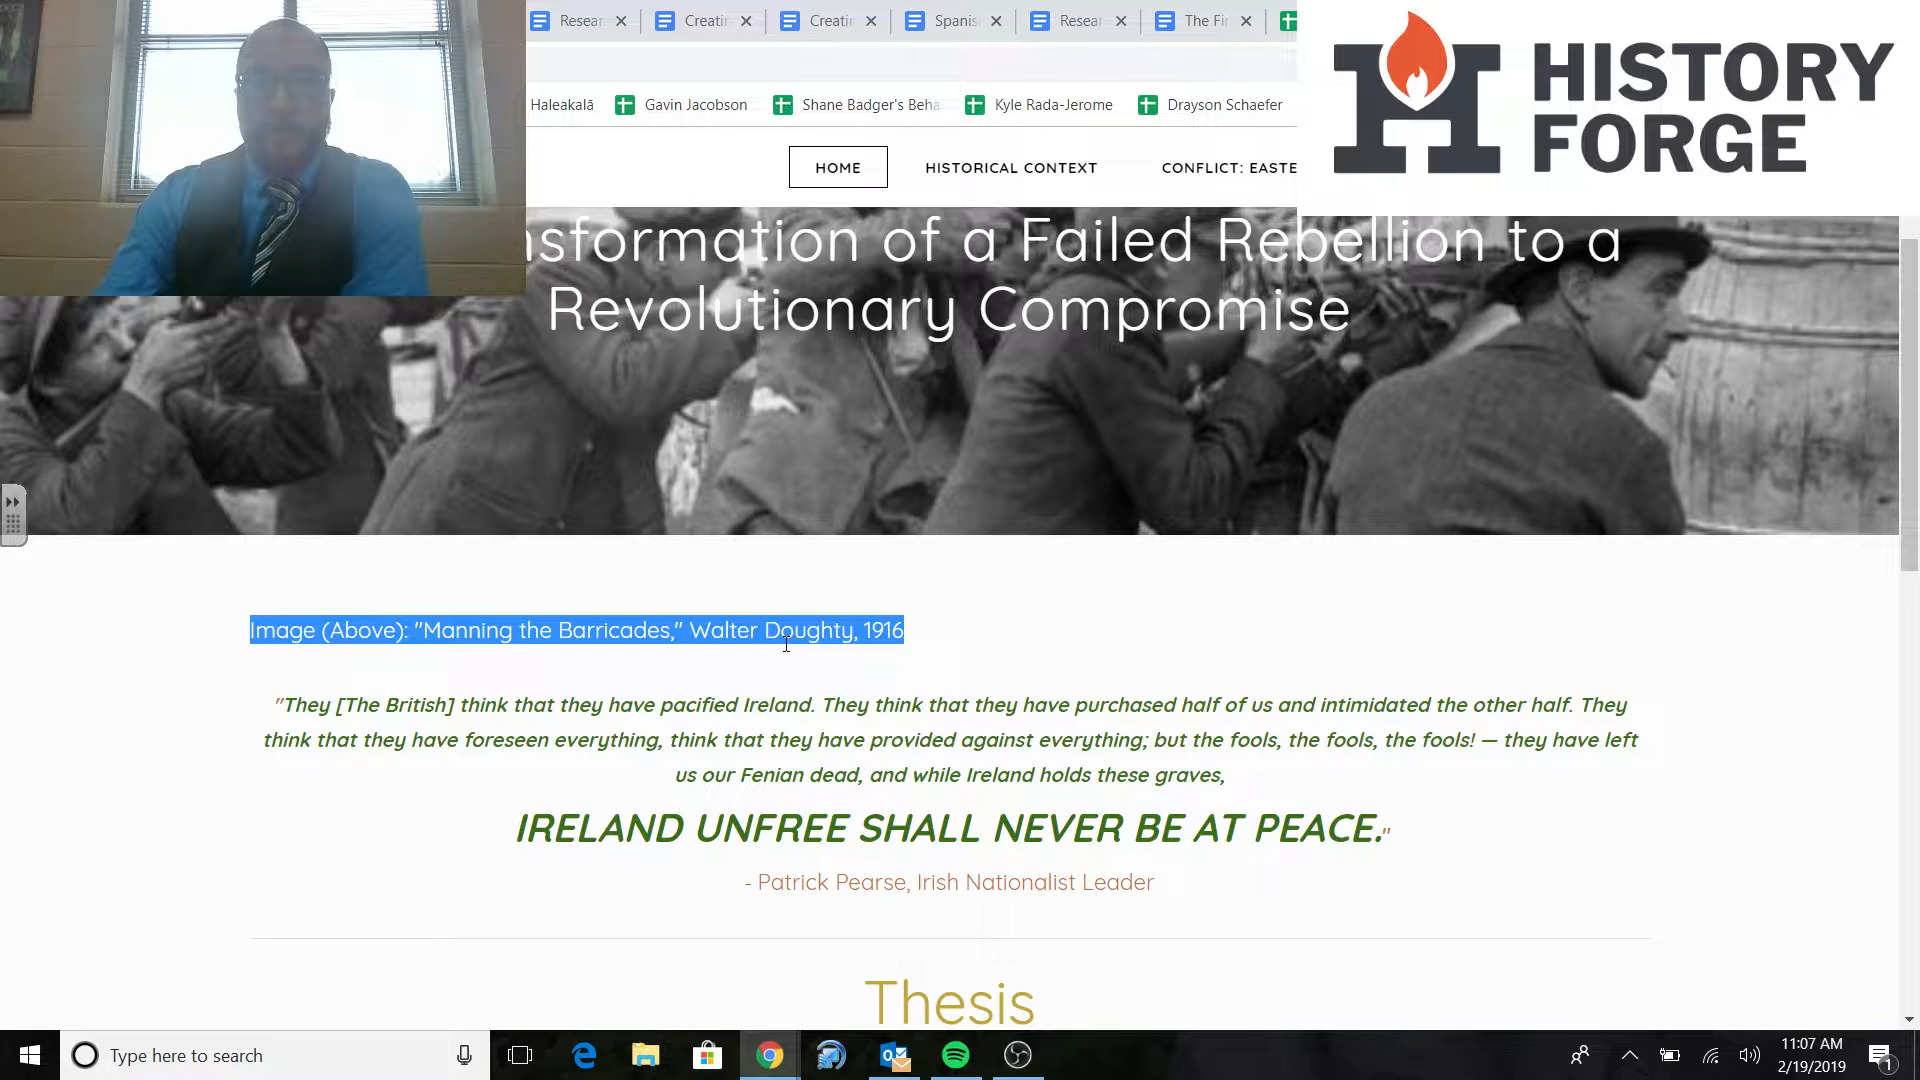 Resear
Creatin
Creatin
Spanis
Resear
The Fir
HISTORY
FORGE
Haleakalā
Gavin Jacobson
Shane Badger's Beha
Kyle Rada-Jerome
Drayson Schaefer
HOME
HISTORICAL CONTEXT
CONFLICT: EASTE
nsformation of a Failed Rebellion to a
Revolutionary Compromise
Image (Above): "Manning the Barricades," Walter Doughty, 1916
"They [The British] think that they have pacified Ireland. They think that they have purchased half of us and intimidated the other half. They
think that they have foreseen everything, think that they have provided against everything; but the fools, the fools, the fools! — they have left
us our Fenian dead, and while Ireland holds these graves,
IRELAND UNFREE SHALL NEVER BE AT PEACE."
- Patrick Pearse, Irish Nationalist Leader
Thesis
Type here to search
11:07 AM
2/19/2019
1